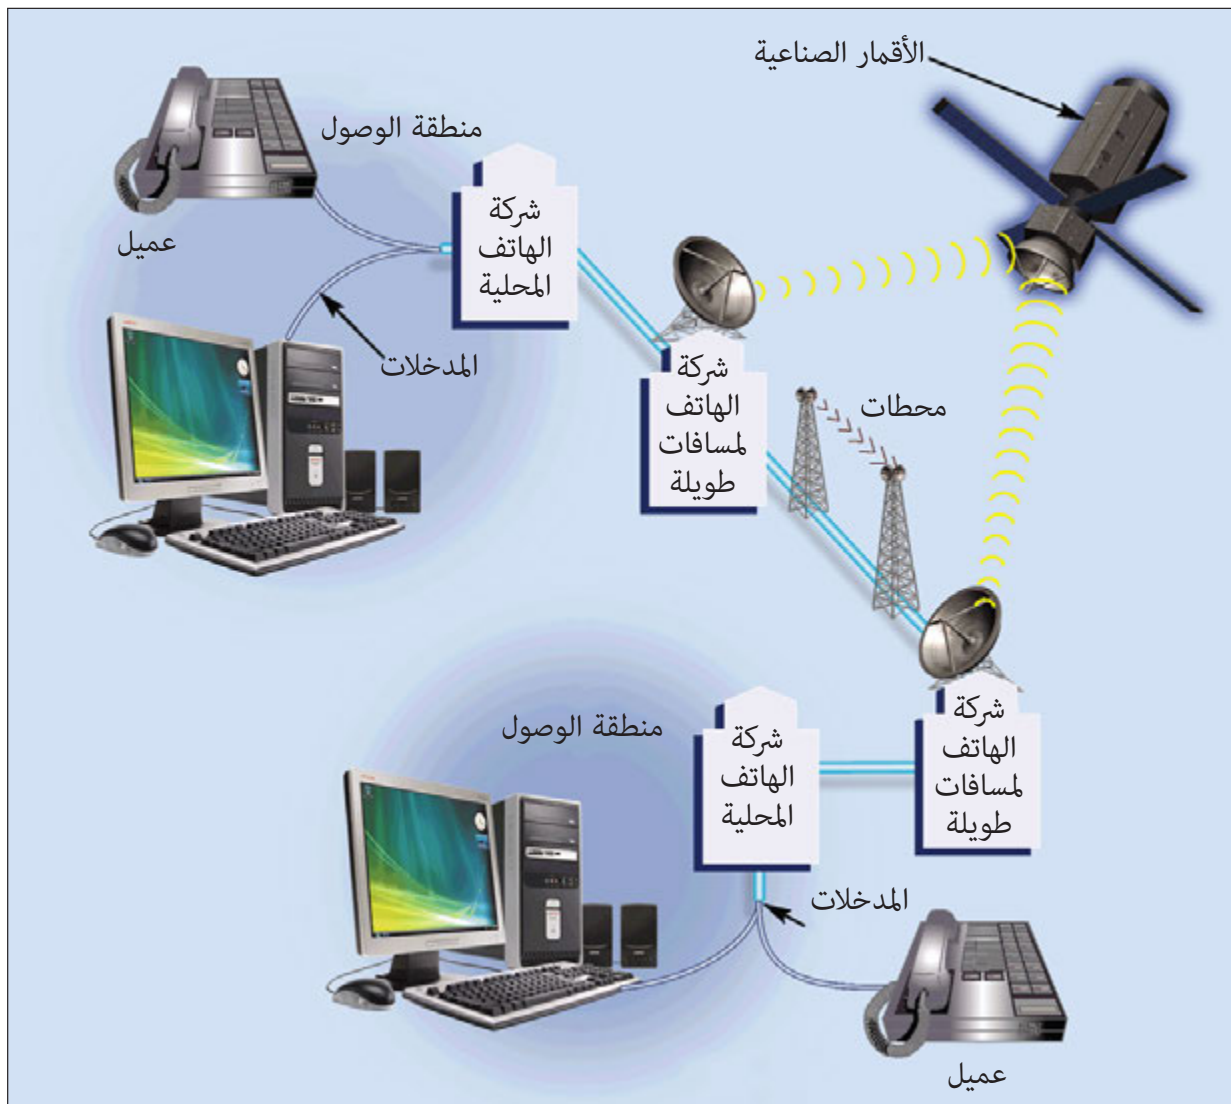 الأقمار الصناعية
منطقة الوصول
شركة
الهاتف
المحلية
عميل
المدخلات
شركة
الهاتف
لمسافات
طويلة
محطات
منطقة الوصول
شركة
الهاتف
المحلية
شركة
الهاتف
لمسافات
طويلة
المدخلات
عميل